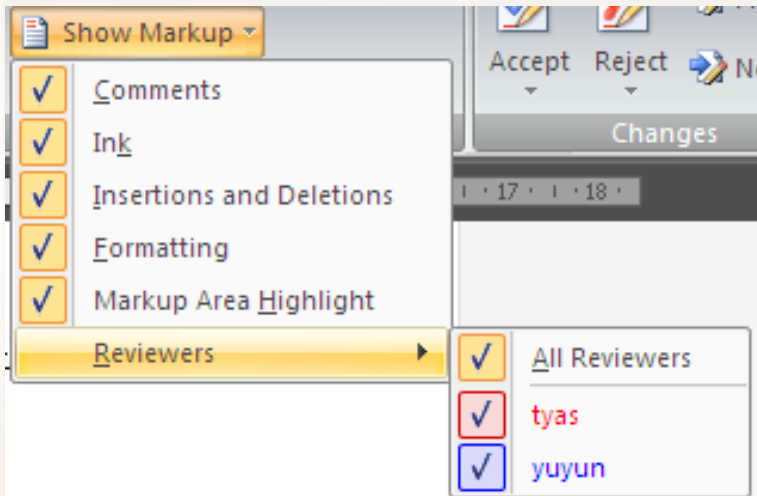 Show Markup
Accept Reject
Changes
Comments
Ink
Insertions and Deletions
17 18
Formatting
Markup Area Highlight
Reviewers
All Reviewers
tyas
yuyun